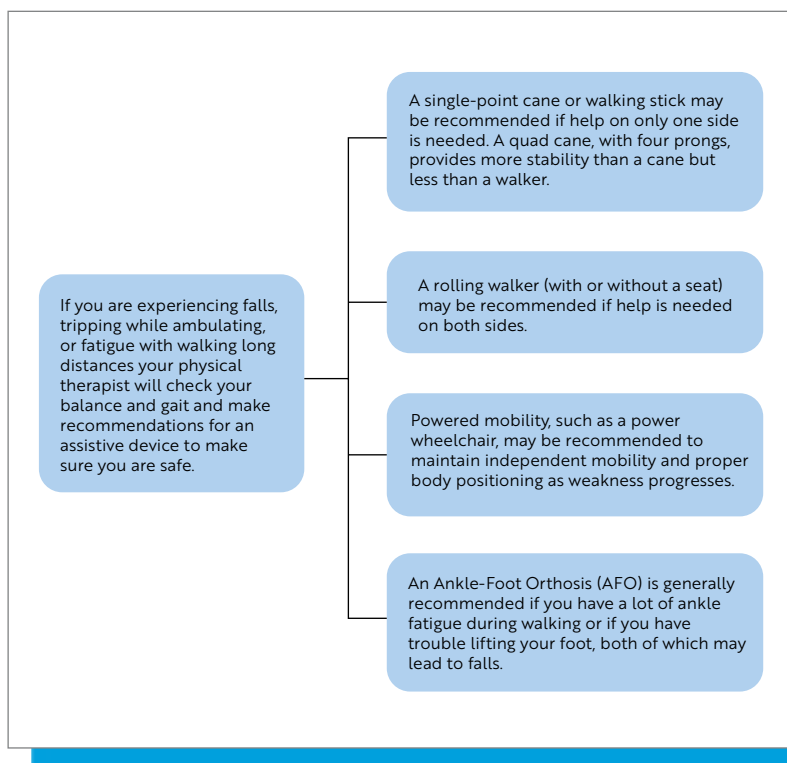 If you are experiencing falls,
tripping while ambulating,
or fatigue with walking long
distances your physical
therapist will check your
balance and gait and make
recommendations for an
assistive device to make
sure you are safe.
A single-point cane or walking stick may
be recommended if help on only one side
is needed. A quad cane, with four prongs,
provides more stability than a cane but
less than a walker.
A rolling walker (with or without a seat)
may be recommended if help is needed
on both sides.
Powered mobility, such as a power
wheelchair, may be recommended to
maintain independent mobility and proper
body positioning as weakness progresses.
An Ankle-Foot Orthosis (AFO) is generally
recommended if you have a lot of ankle
fatigue during walking or if you have
trouble lifting your foot, both of which may
lead to falls.